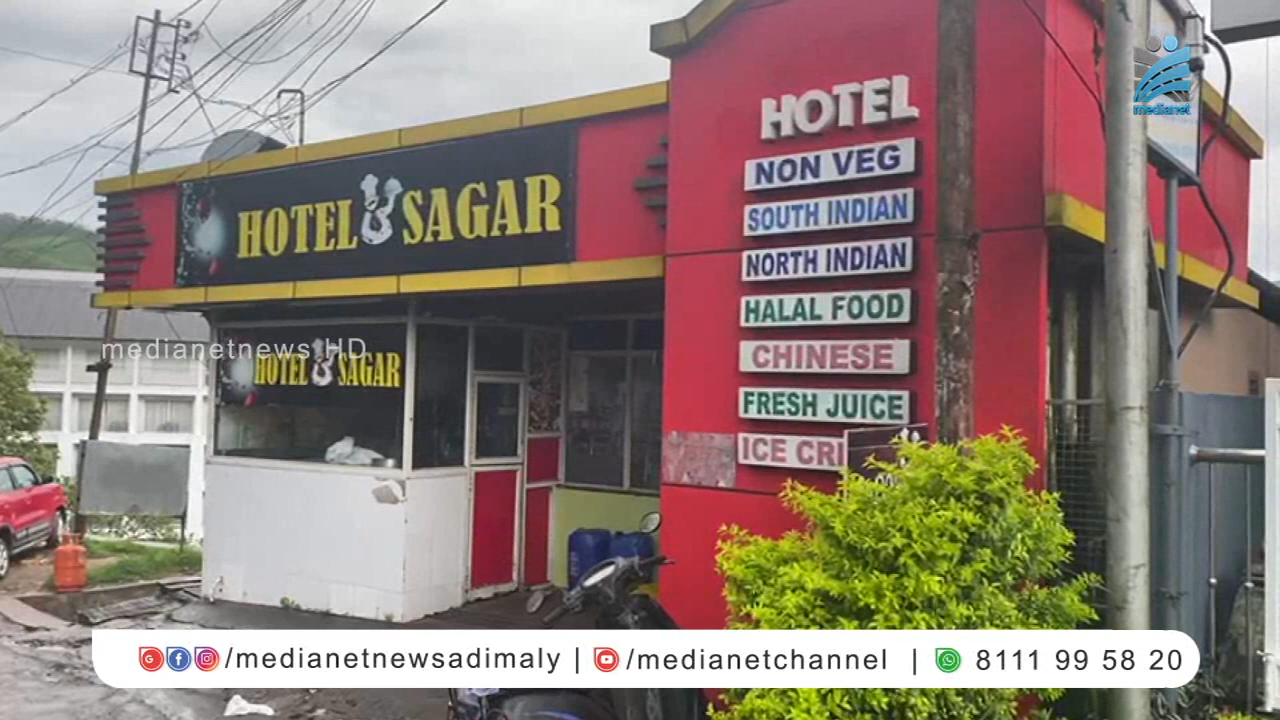 medianet
HOTEL
NON VEG
SOUTH INDIAN
NORTH INDIAN
HALAL FOOD
CHINESE
FRESH JUICE
ICE CRI
HOTEL SAGAR
medianetnews HD
HOTEL SAGAR
/medianetnewsadimaly | /medianetchannel | 8111 99 58 20